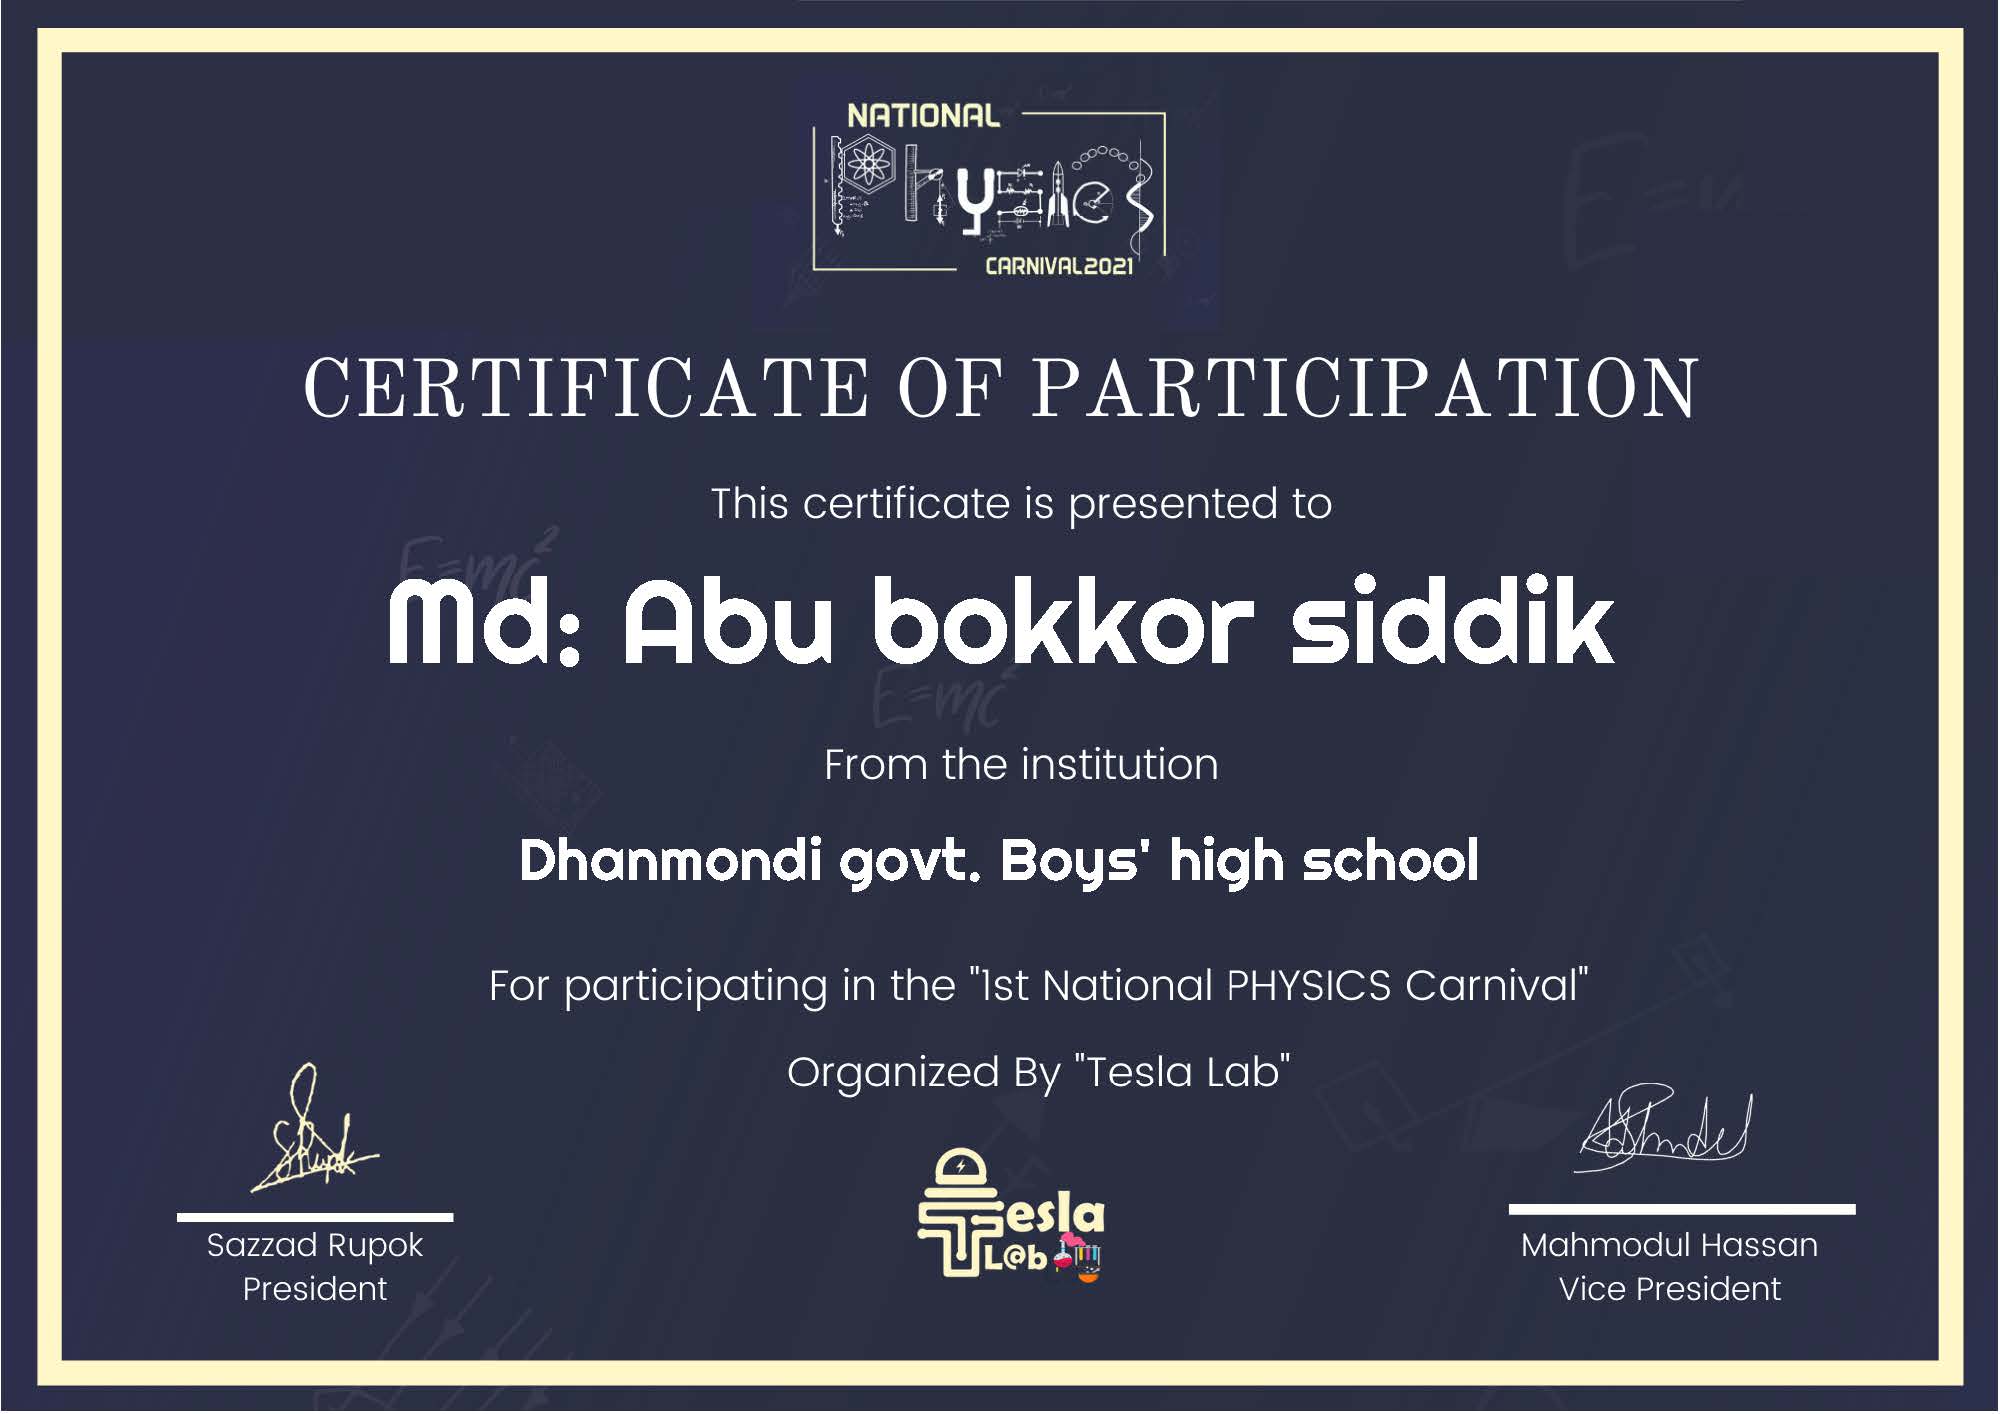 NATIONAL
Physics
CARNIVAL2021
CERTIFICATE OF PARTICIPATION
This certificate is presented to
E=mc²
Md: Abu bokkor siddik
E=mc²
From the institution
Dhanmondi govt. Boys' high school
For participating in the "1st National PHYSICS Carnival"
Organized By "Tesla Lab"
Tesla
L@b
Sazzad Rupok
President
Mahmodul Hassan
Vice President